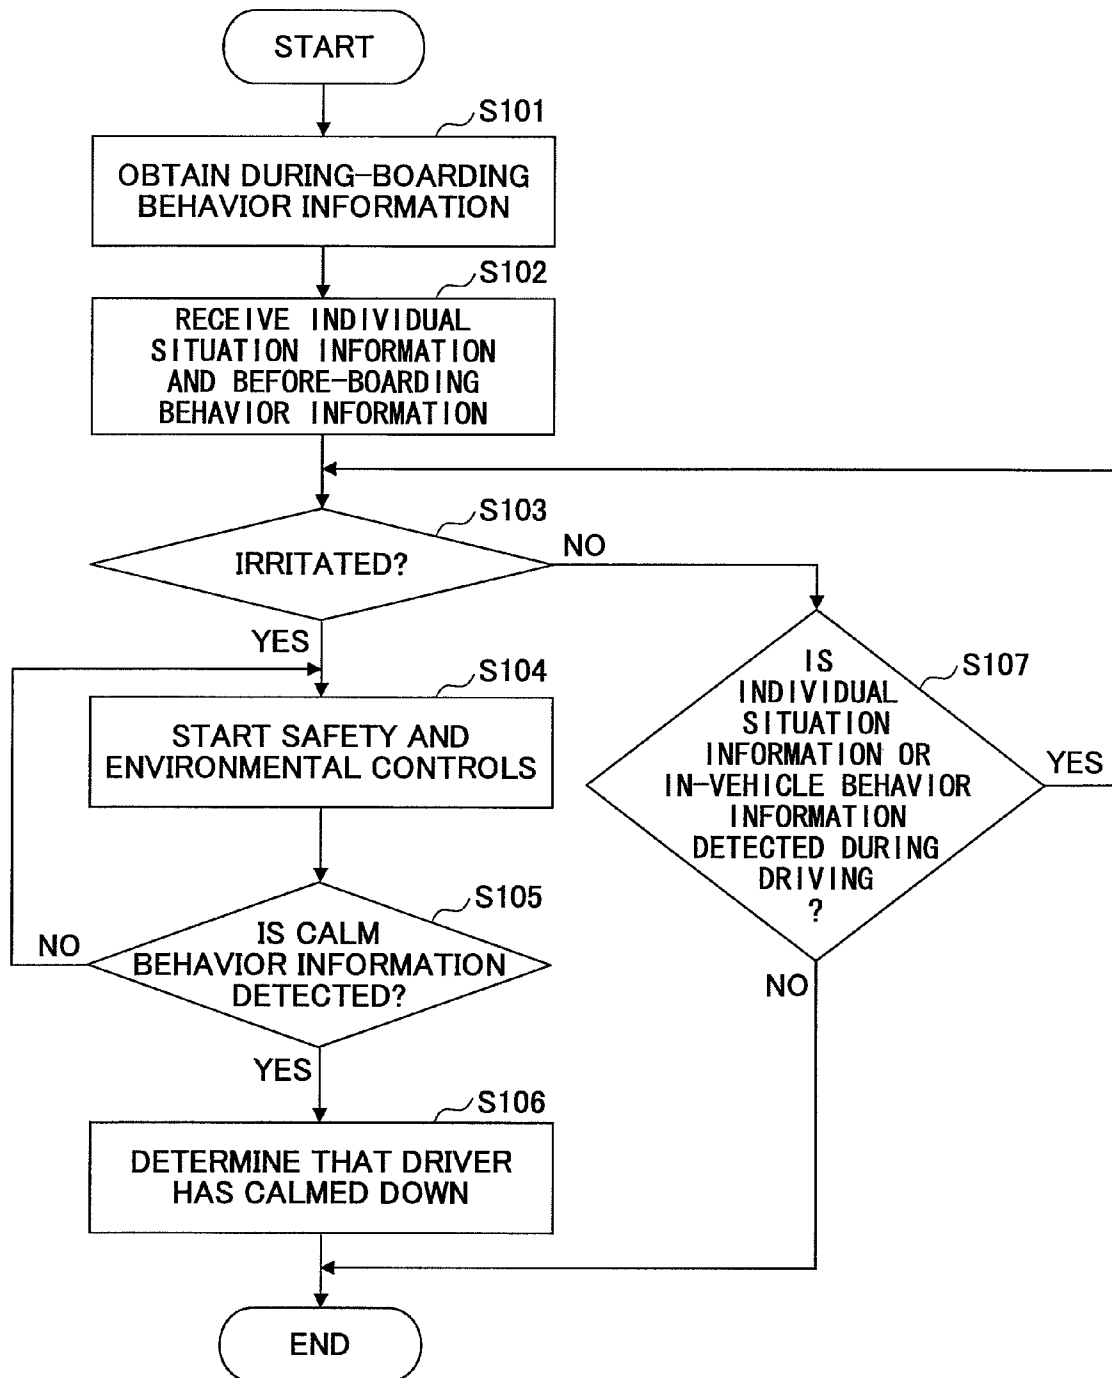 START
S101
OBTAIN DURING-BOARDING
BEHAVIOR INFORMATION
S102
RECEIVE INDIVIDUAL
SITUATION INFORMATION
AND BEFORE-BOARDING
BEHAVIOR INFORMATION
S103
IRRITATED?
NO
YES
S104
START SAFETY AND
ENVIRONMENTAL CONTROLS
S105
IS CALM
BEHAVIOR INFORMATION
DETECTED?
NO
YES
S106
DETERMINE THAT DRIVER
HAS CALMED DOWN
S107
IS
INDIVIDUAL
SITUATION
INFORMATION OR
IN-VEHICLE BEHAVIOR
INFORMATION
DETECTED DURING
DRIVING
?
YES
NO
END